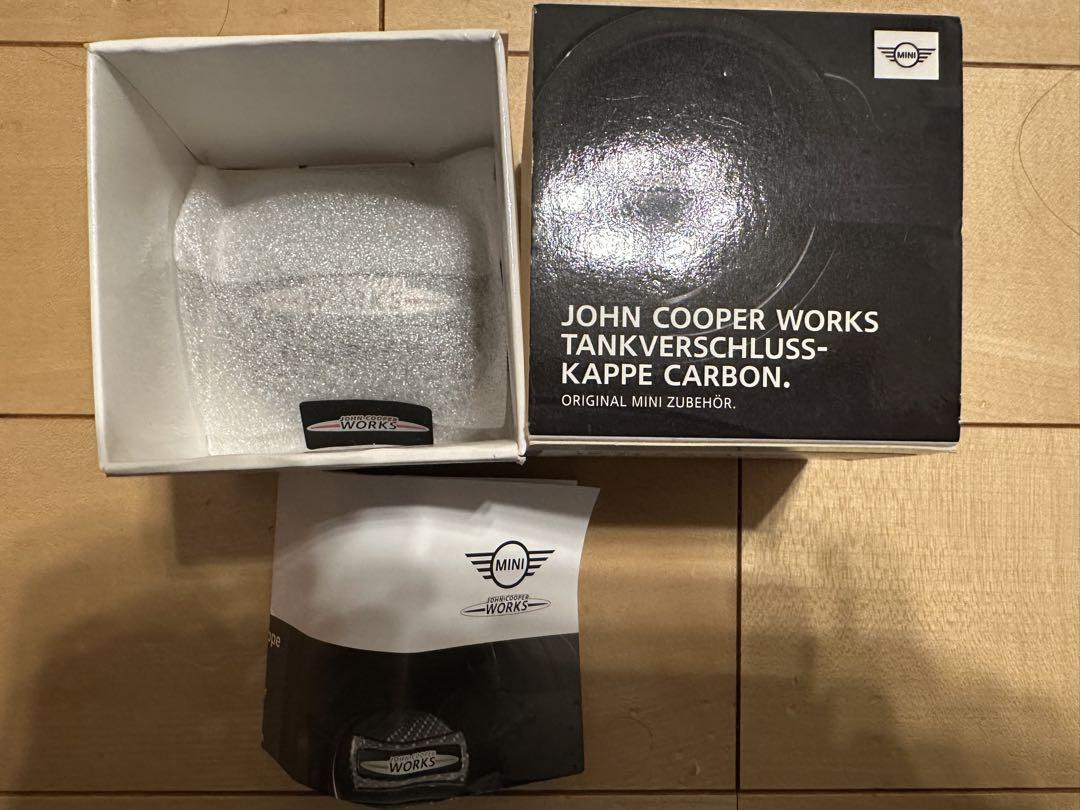 MINI
JOHN COOPER WORKS
TANKVERSCHLUSS-
KAPPE CARBON.
ORIGINAL MINI ZUBEHÖR.
JOHN COOPER
WORKS
MINI
JOHN COOPER
WORKS
ppe
JOHN COOPER
WORKS